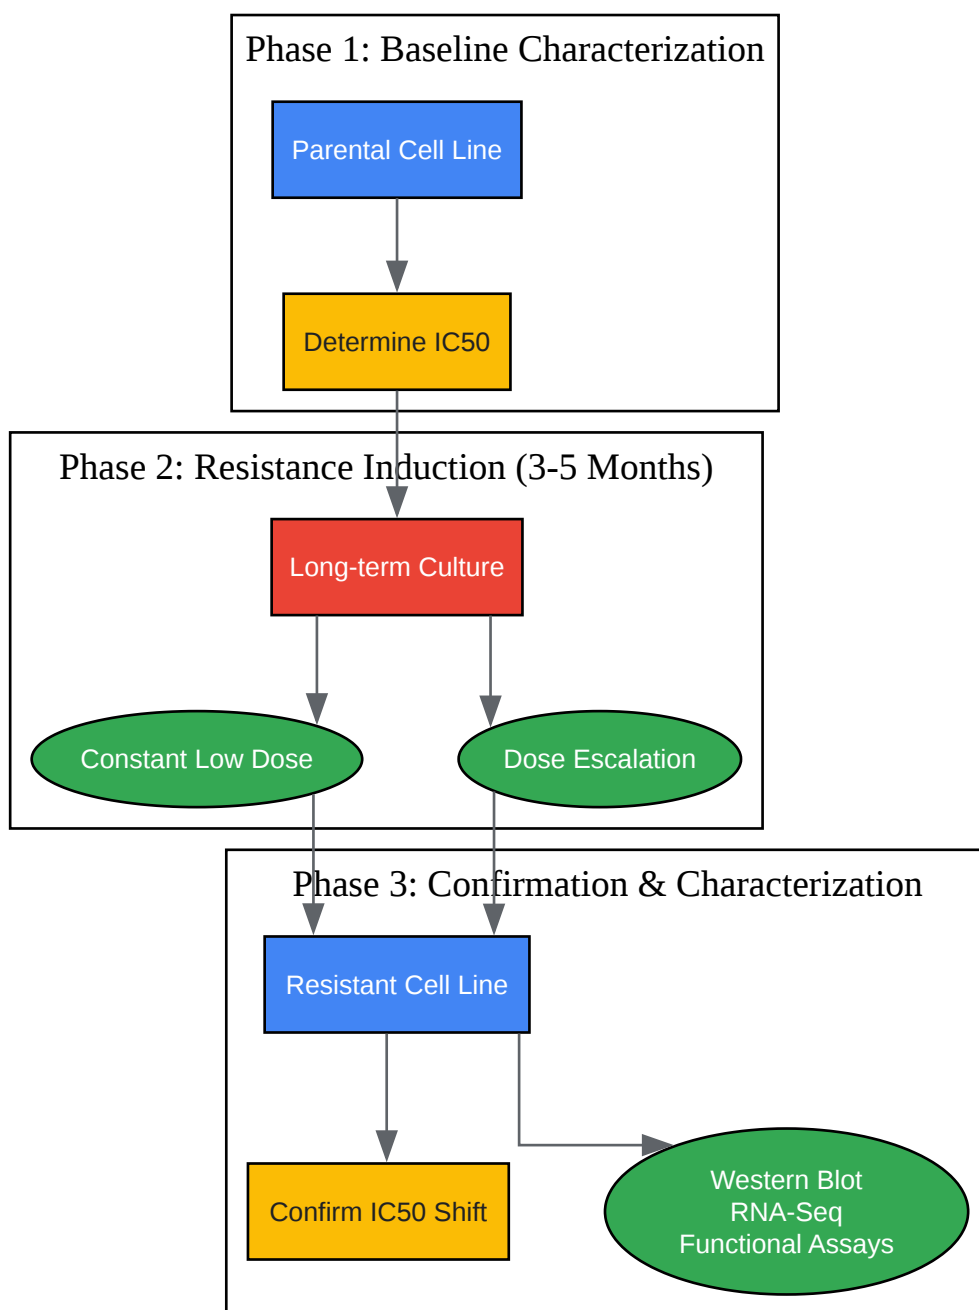 Phase 1: Baseline Characterization
Parental Cell Line
Determine IC50
Phase 2: Resistance Induction (3-5 Months)
Long-term Culture
Constant Low Dose
Dose Escalation
Phase 3: Confirmation & Characterization
Resistant Cell Line
Confirm IC50 Shift
Western Blot
RNA-Seq
Functional Assays